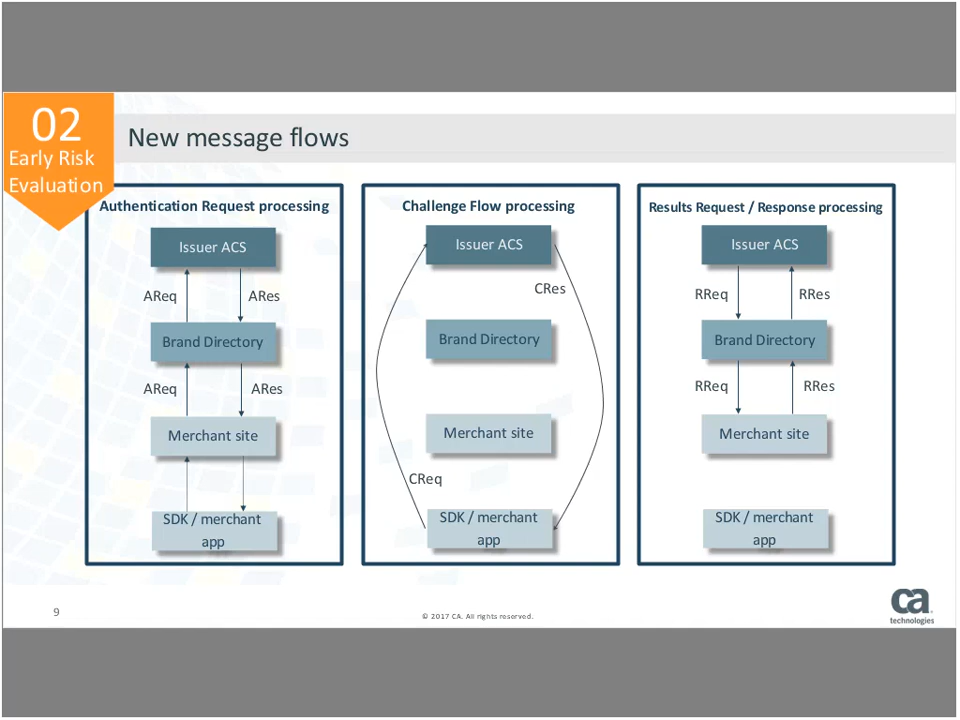 02
Early Risk
Evaluation
New message flows
Authentication Request processing
Issuer ACS
AReq
ARes
Brand Directory
AReq
ARes
Merchant site
SDK / merchant
app
Challenge Flow processing
Issuer ACS
CRes
Brand Directory
Merchant site
CReq
SDK / merchant
app
Results Request / Response processing
Issuer ACS
RReq
RRes
Brand Directory
RReq
RRes
Merchant site
SDK / merchant
app
9
© 2017 CA. All rights reserved.
ca
technologies